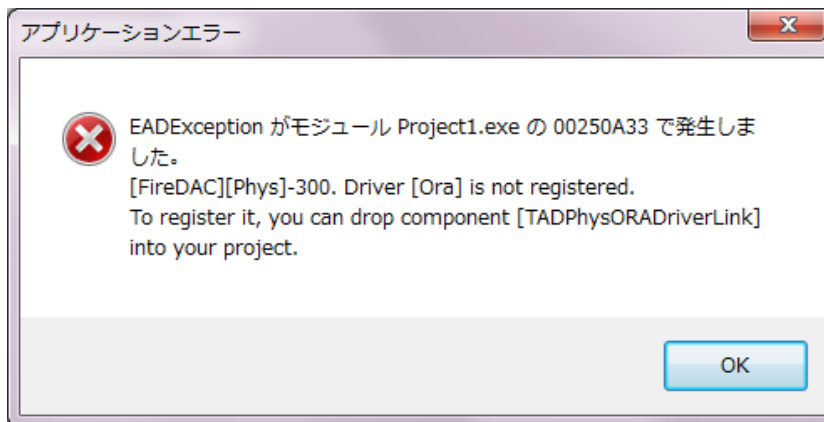 アプリケーションエラー
EADException がモジュール Project1.exe の 00250A33 で発生しま
した。
[FireDAC][Phys]-300. Driver [Ora] is not registered.
To register it, you can drop component [TADPhysORADriverLink]
into your project.
OK